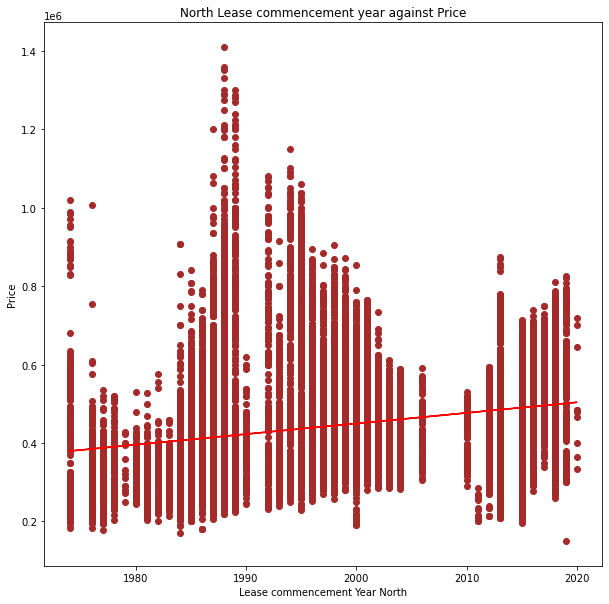 North Lease commencement year against Price
1e6
1.4
1.2
1.0
0.8
0.6
0.4
0.2
Price
1980 1990 2000 2010 2020
Lease commencement Year North